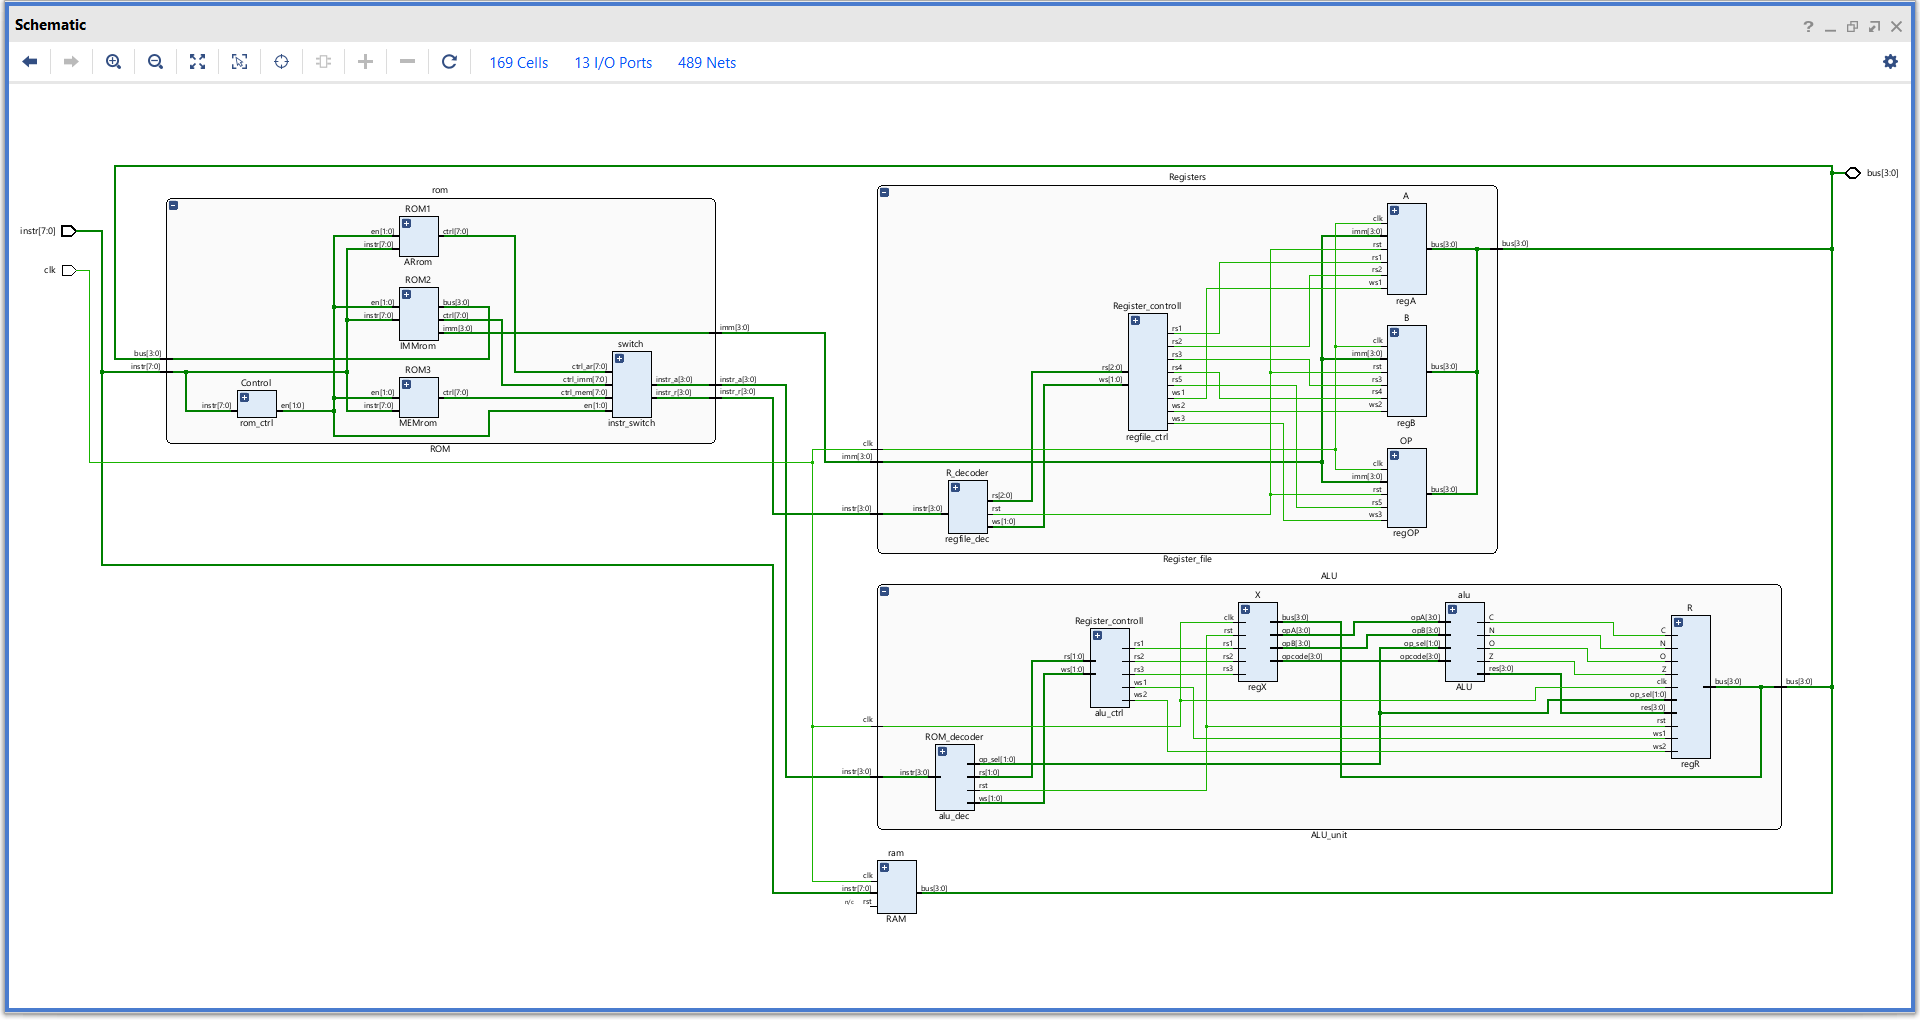 Schematic
169 Cells 13 I/O Ports 489 Nets
bus[3:0]
instr[7:0]
clk
rom
ROM1
en[1:0]
instr[7:0]
ctrl[7:0]
ARrom
ROM2
en[1:0]
instr[7:0]
bus[3:0]
ctrl[7:0]
imm[3:0]
IMMrom
ROM3
en[1:0]
instr[7:0]
ctrl[7:0]
MEMrom
bus[3:0]
instr[7:0]
Control
instr[7:0]
en[1:0]
rom_ctrl
switch
ctrl_ar[7:0]
ctrl_imm[7:0]
ctrl_mem[7:0]
en[1:0]
instr_a[3:0]
instr_r[3:0]
instr_switch
imm[3:0]
instr_a[3:0]
instr_r[3:0]
ROM
Registers
clk
imm[3:0]
instr[3:0]
R_decoder
instr[3:0]
rs[2:0]
rst
ws[1:0]
regfile_dec
Register_controll
rs[2:0]
ws[1:0]
rs1
rs2
rs3
rs4
rs5
ws1
ws2
ws3
regfile_ctrl
A
clk
imm[3:0]
rst
rs1
rs2
ws1
bus[3:0]
regA
B
clk
imm[3:0]
rst
rs3
rs4
ws2
bus[3:0]
regB
OP
clk
imm[3:0]
rst
rs5
ws3
bus[3:0]
regOP
bus[3:0]
Register_file
ALU
clk
instr[3:0]
ROM_decoder
instr[3:0]
op_sel[1:0]
rs[1:0]
rst
ws[1:0]
alu_dec
Register_controll
rs[1:0]
ws[1:0]
rs1
rs2
rs3
ws1
ws2
alu_ctrl
X
clk
rst
rs1
rs2
rs3
bus[3:0]
opA[3:0]
opB[3:0]
opcode[3:0]
regX
alu
opA[3:0]
opB[3:0]
op_sel[1:0]
opcode[3:0]
C
N
O
Z
res[3:0]
ALU
R
C
N
O
Z
clk
op_sel[1:0]
res[3:0]
rst
ws1
ws2
bus[3:0]
regR
bus[3:0]
ALU_unit
ram
clk
instr[7:0]
n/c rst
bus[3:0]
RAM